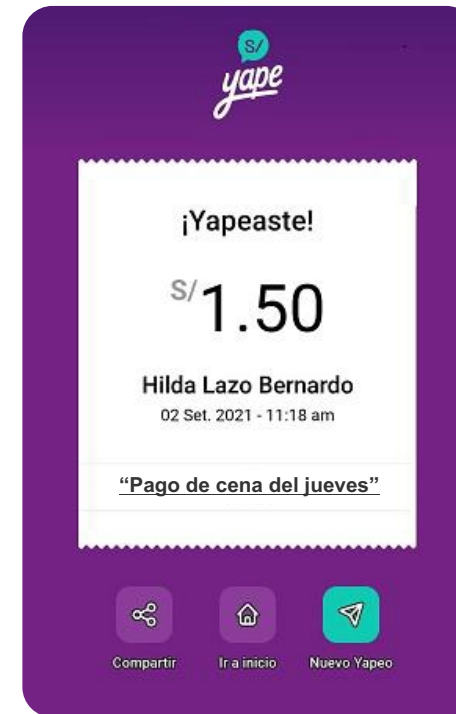 S/
yape
¡Yapeaste!
S/ 1.50
Hilda Lazo Bernardo
02 Set. 2021 - 11:18 am
“Pago de cena del jueves”
Compartir Ir a inicio Nuevo Yapeo